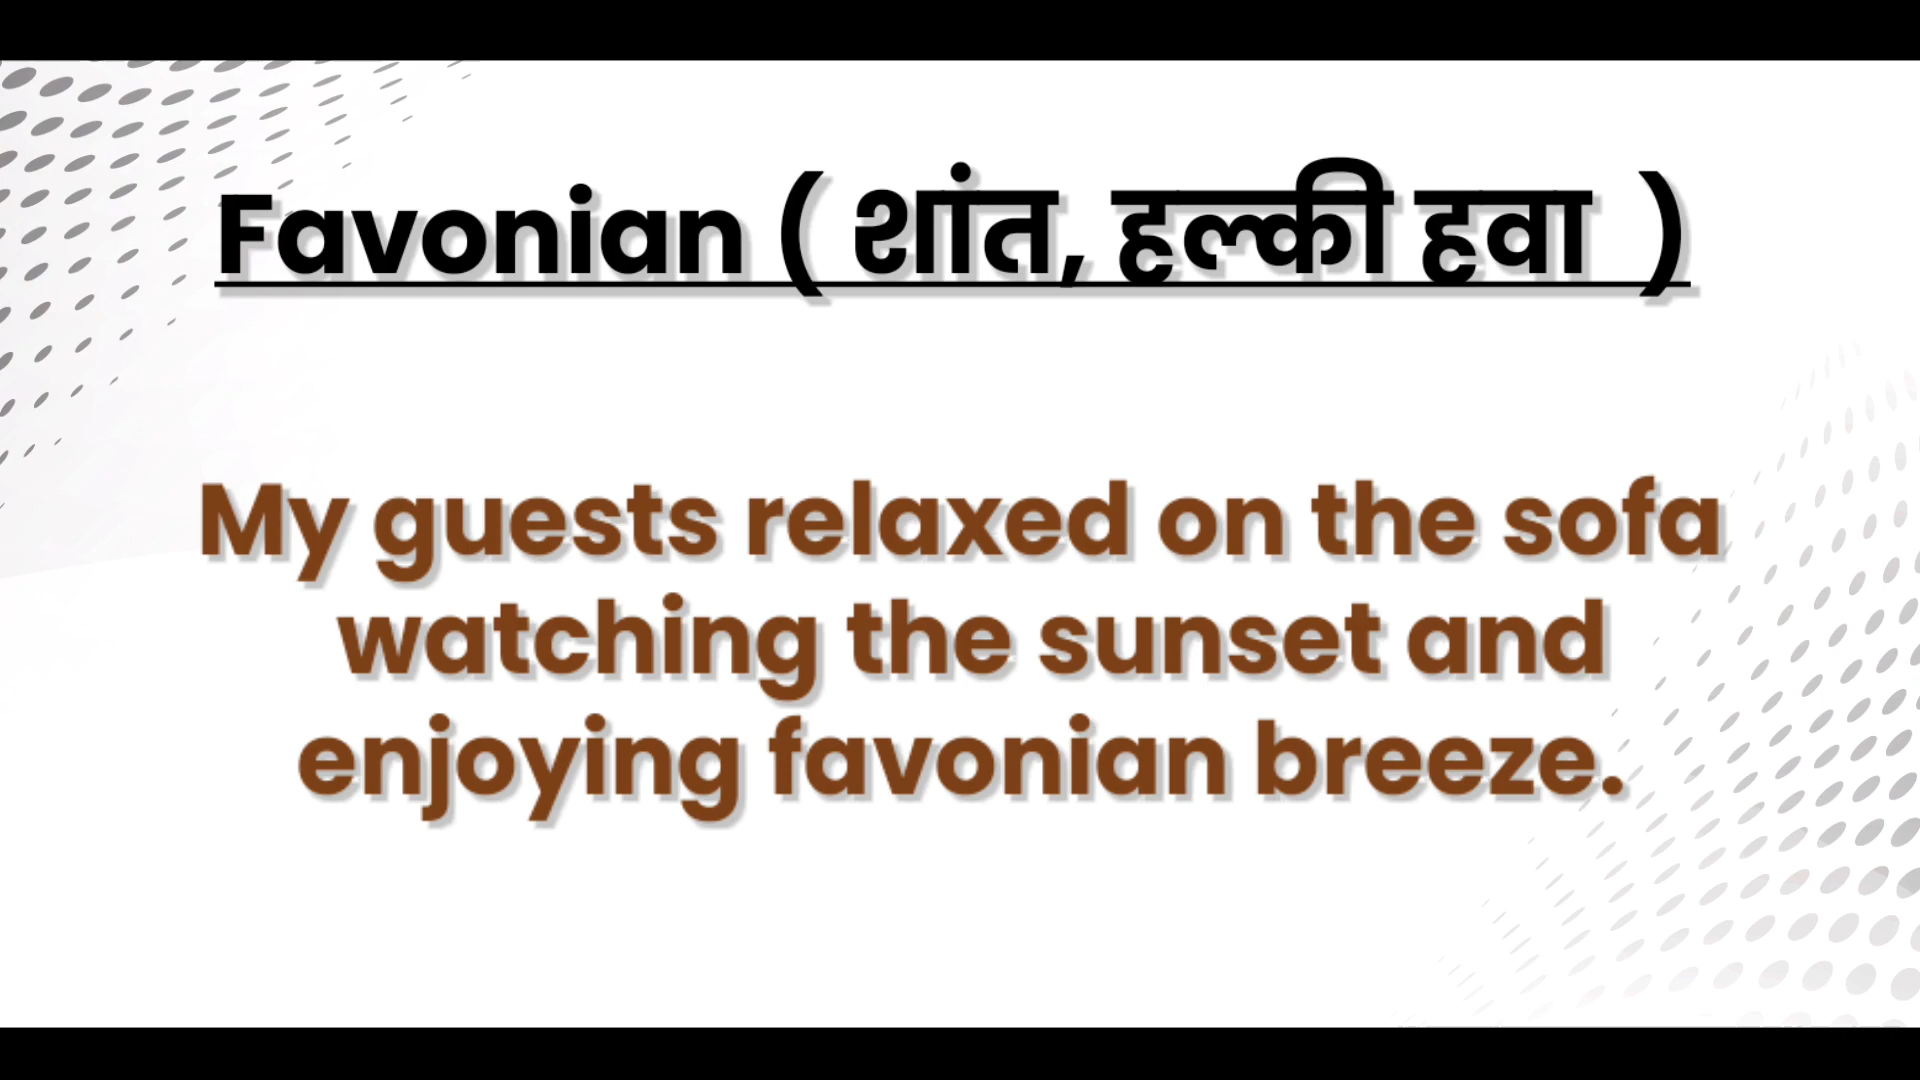 Favonian ( शांत, हल्की हवा )
My guests relaxed on the sofa
watching the sunset and
enjoying favonian breeze.